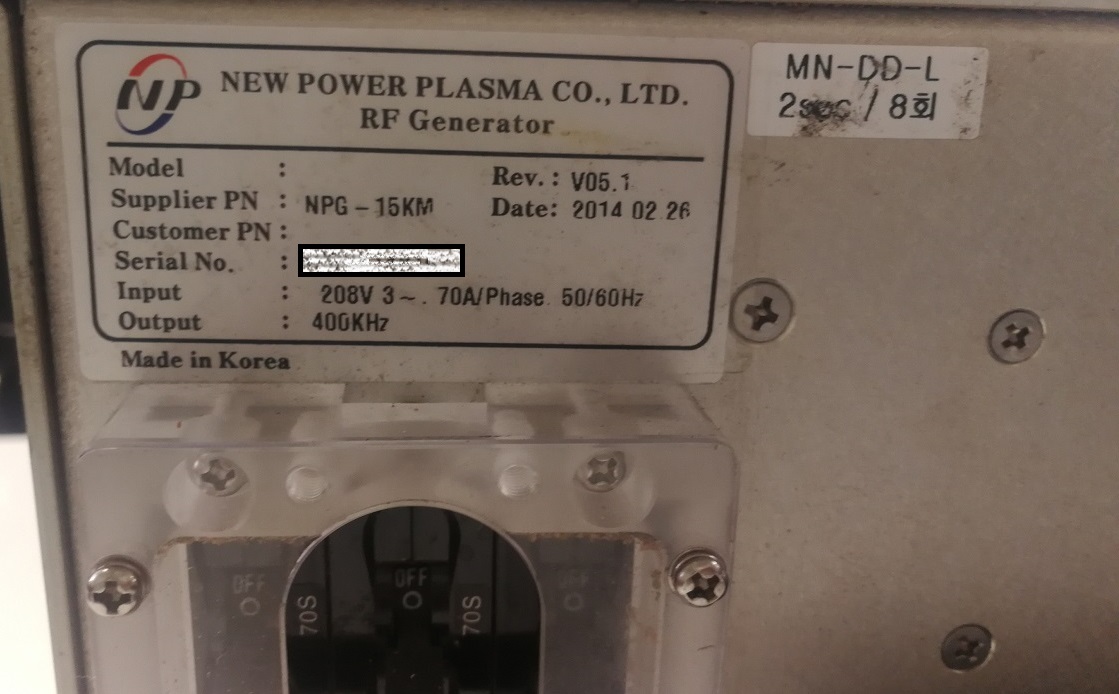 NP NEW POWER PLASMA CO., LTD.
RF Generator
Model :
Rev. : V05.1
Supplier PN : NPG - 15KM
Date: 2014 02 26
Customer PN :
Serial No. :
Input : 208V 3~. 70A/Phase 50/60Hz
Output : 400KHz
Made in Korea
MN-DD-L
2sec / 8회
OFF
OFF
OFF
70S
70S